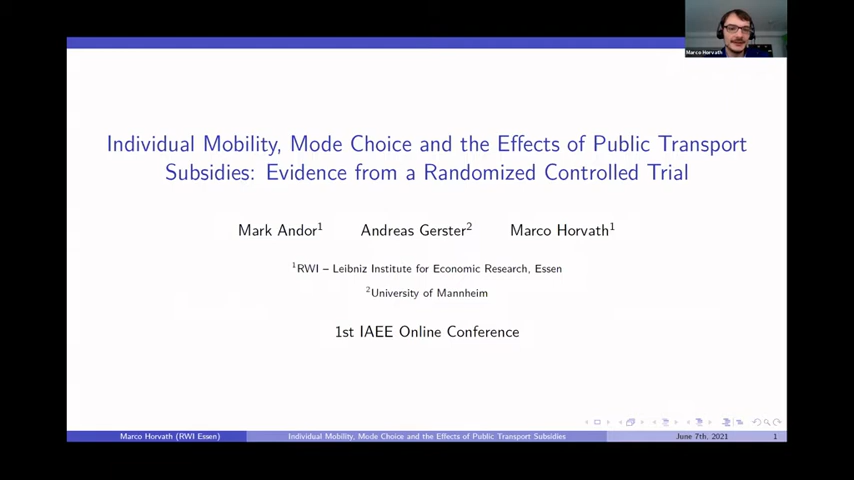 Marco Horvath
Individual Mobility, Mode Choice and the Effects of Public Transport
Subsidies: Evidence from a Randomized Controlled Trial
Mark Andor¹ Andreas Gerster² Marco Horvath¹
¹RWI – Leibniz Institute for Economic Research, Essen
²University of Mannheim
1st IAEE Online Conference
Marco Horvath (RWI Essen) Individual Mobility, Mode Choice and the Effects of Public Transport Subsidies June 7th, 2021 1